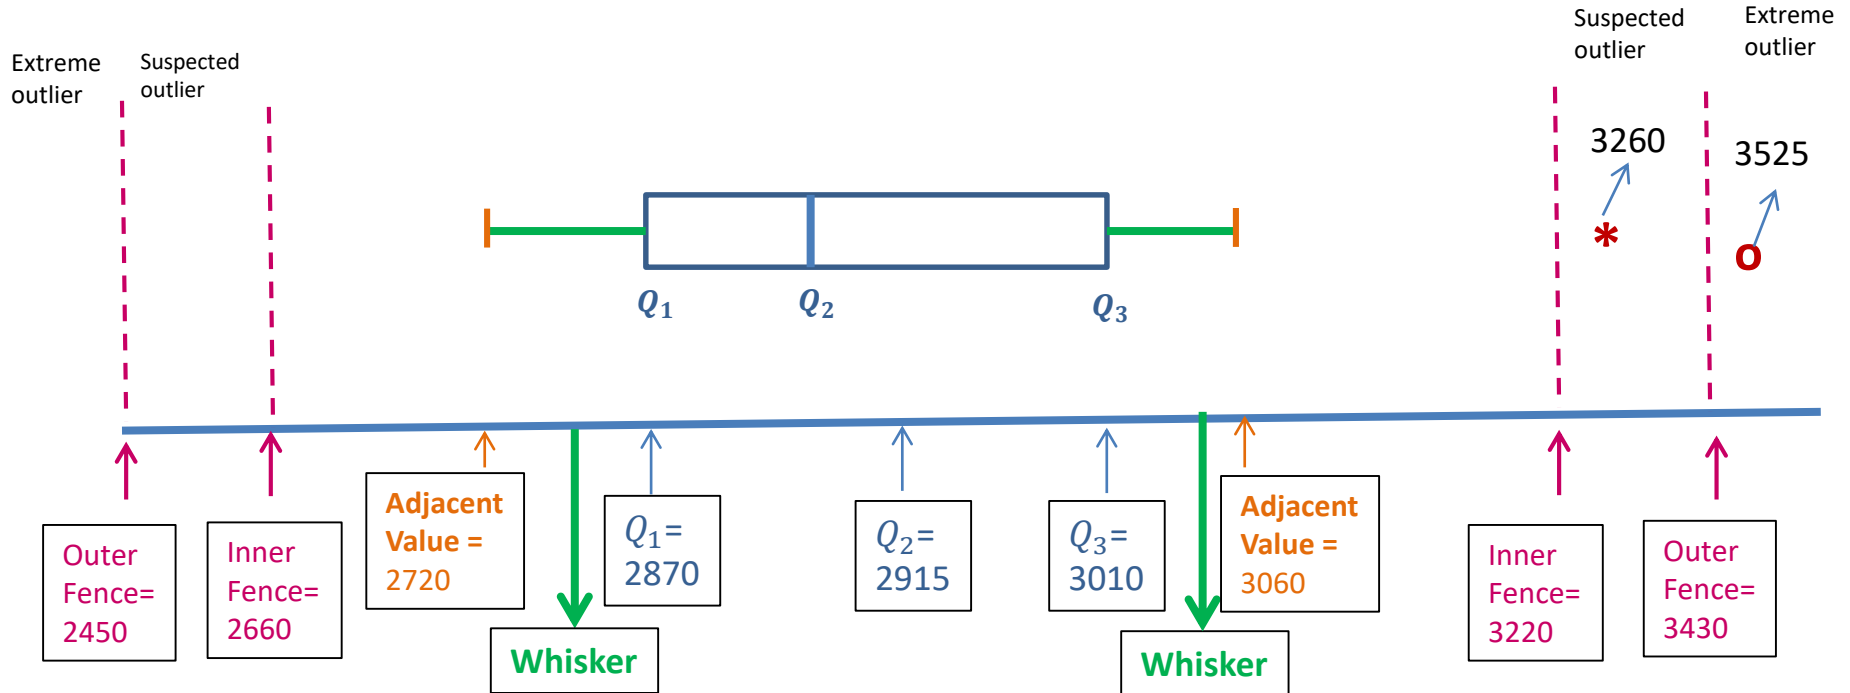 Extreme
outlier
Suspected
outlier
Suspected
outlier
Extreme
outlier
3260
3525
*
o
Q₁
Q₂
Q₃
Outer
Fence=
2450
Inner
Fence=
2660
Adjacent
Value =
2720
Whisker
Q₁=
2870
Q₂=
2915
Q₃=
3010
Whisker
Adjacent
Value =
3060
Inner
Fence=
3220
Outer
Fence=
3430